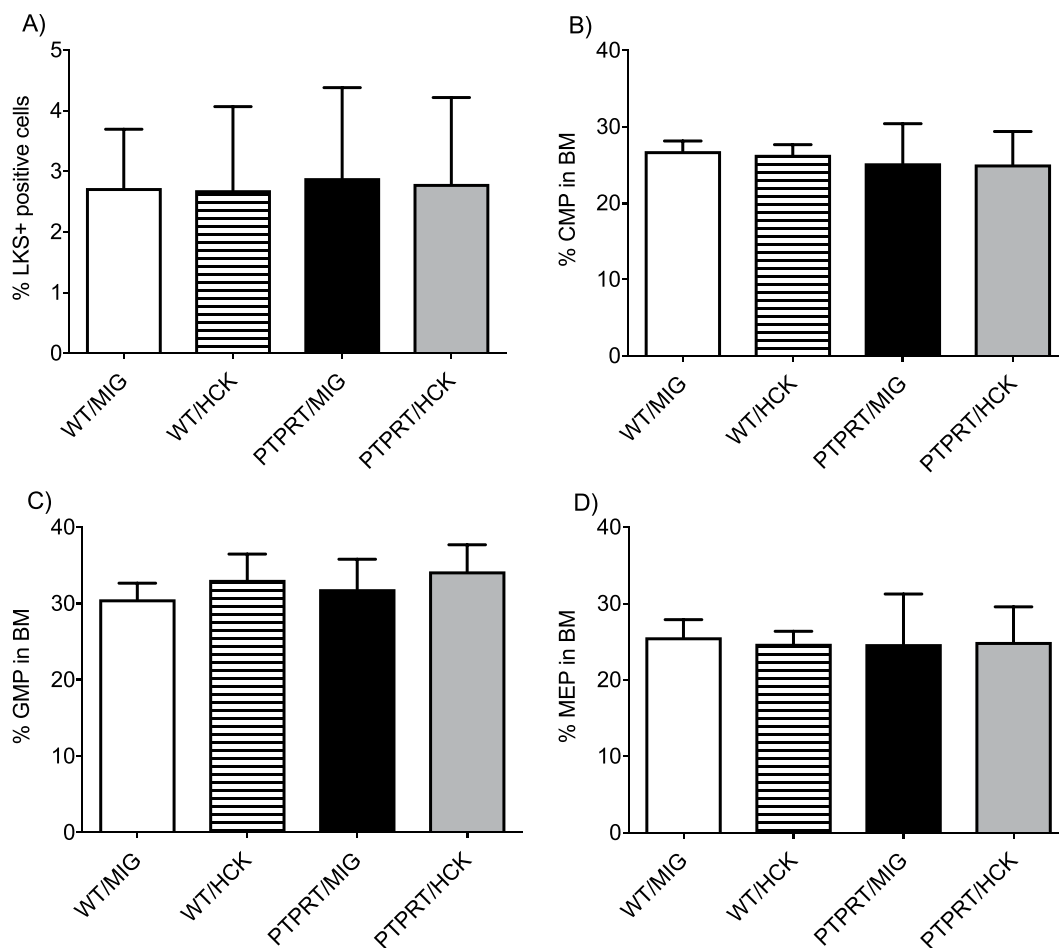 A)
% LKS+ positive cells
5
4
3
2
1
0
WT/MIG
WT/HCK
PTPRT/MIG
PTPRT/HCK
B)
% CMP in BM
40
30
20
10
0
WT/MIG
WT/HCK
PTPRT/MIG
PTPRT/HCK
C)
% GMP in BM
40
30
20
10
0
WT/MIG
WT/HCK
PTPRT/MIG
PTPRT/HCK
D)
% MEP in BM
40
30
20
10
0
WT/MIG
WT/HCK
PTPRT/MIG
PTPRT/HCK